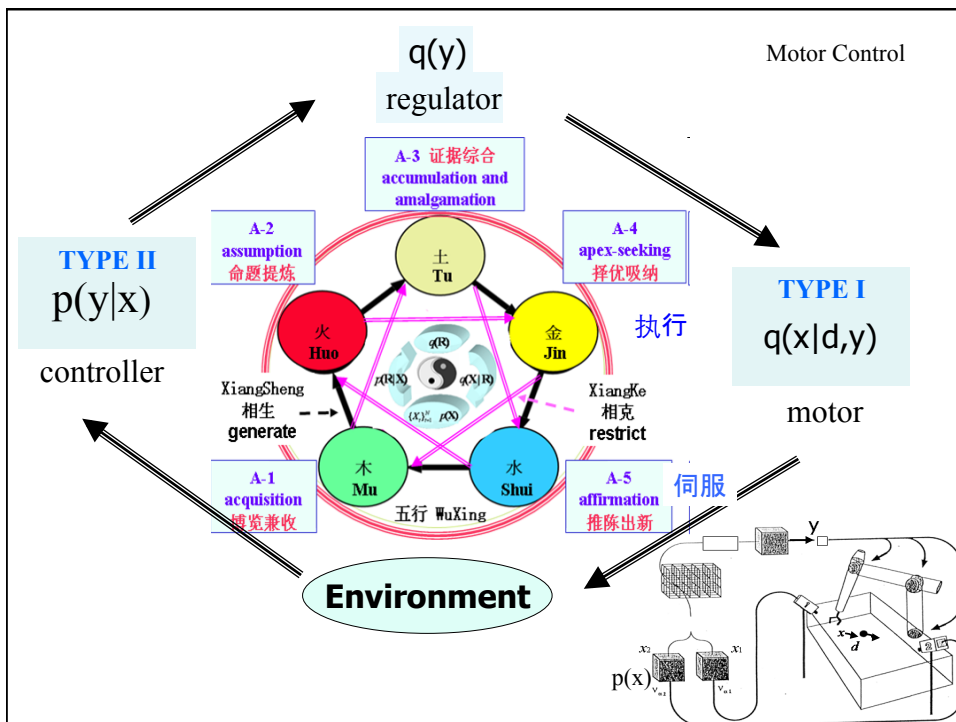 Motor Control
q(y)
regulator
A-3 证据综合
accumulation and
amalgamation
A-2
assumption
命题提炼
A-4
apex-seeking
择优吸纳
TYPE II
p(y|x)
controller
TYPE I
q(x|d,y)
motor
执行
土
Tu
火
Huo
金
Jin
q(R)
p(R|X)
q(X|R)
p(X)
XiangSheng
相生
generate
XiangKe
相克
restrict
木
Mu
水
Shui
A-1
acquisition
博览兼收
五行 WuXing
A-5
affirmation
推陈出新
伺服
Environment
y
x
d
1
2
x₂
x₁
p(x)